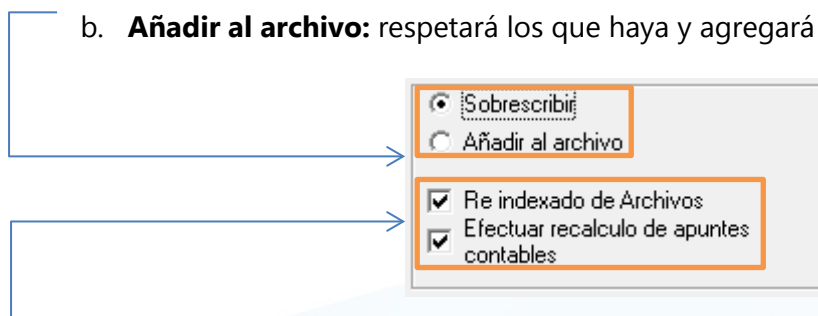 b. Añadir al archivo: respetará los que haya y agregará
Sobrescribir
Añadir al archivo
Re indexado de Archivos
Efectuar recalculo de apuntes
contables